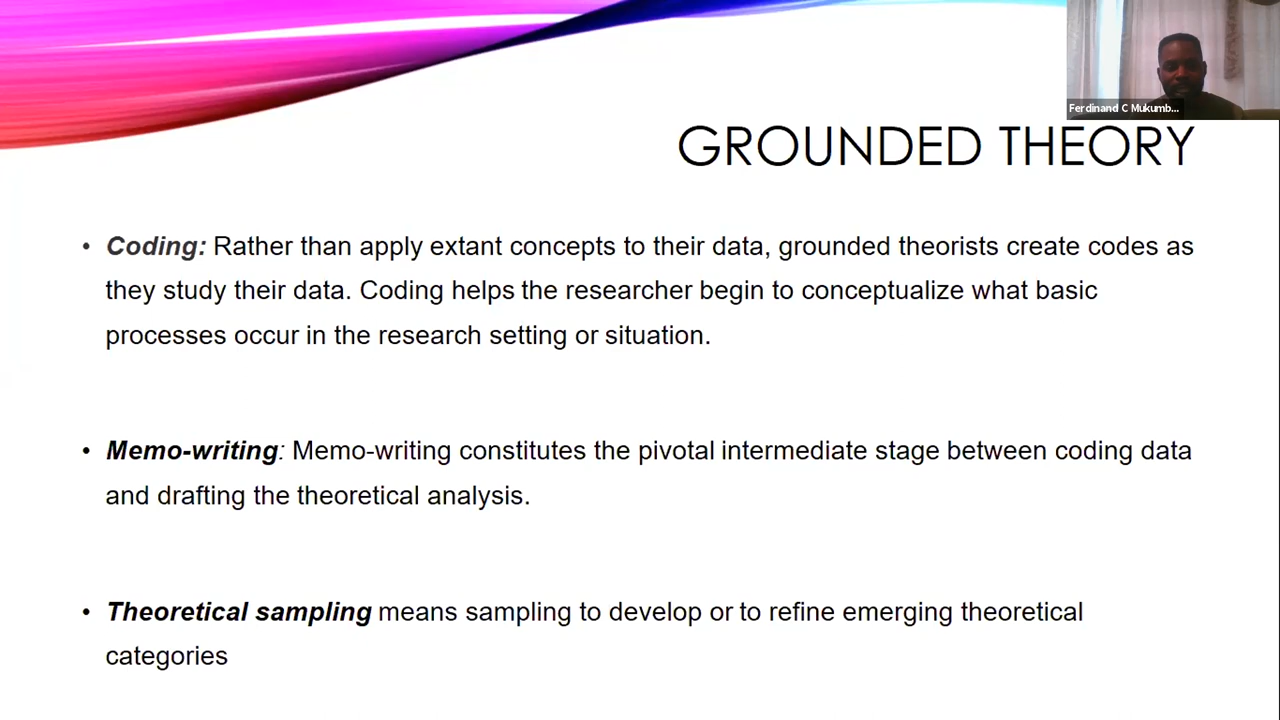 Ferdinand C Mukumb...
GROUNDED THEORY
• Coding: Rather than apply extant concepts to their data, grounded theorists create codes as
they study their data. Coding helps the researcher begin to conceptualize what basic
processes occur in the research setting or situation.
• Memo-writing: Memo-writing constitutes the pivotal intermediate stage between coding data
and drafting the theoretical analysis.
• Theoretical sampling means sampling to develop or to refine emerging theoretical
categories